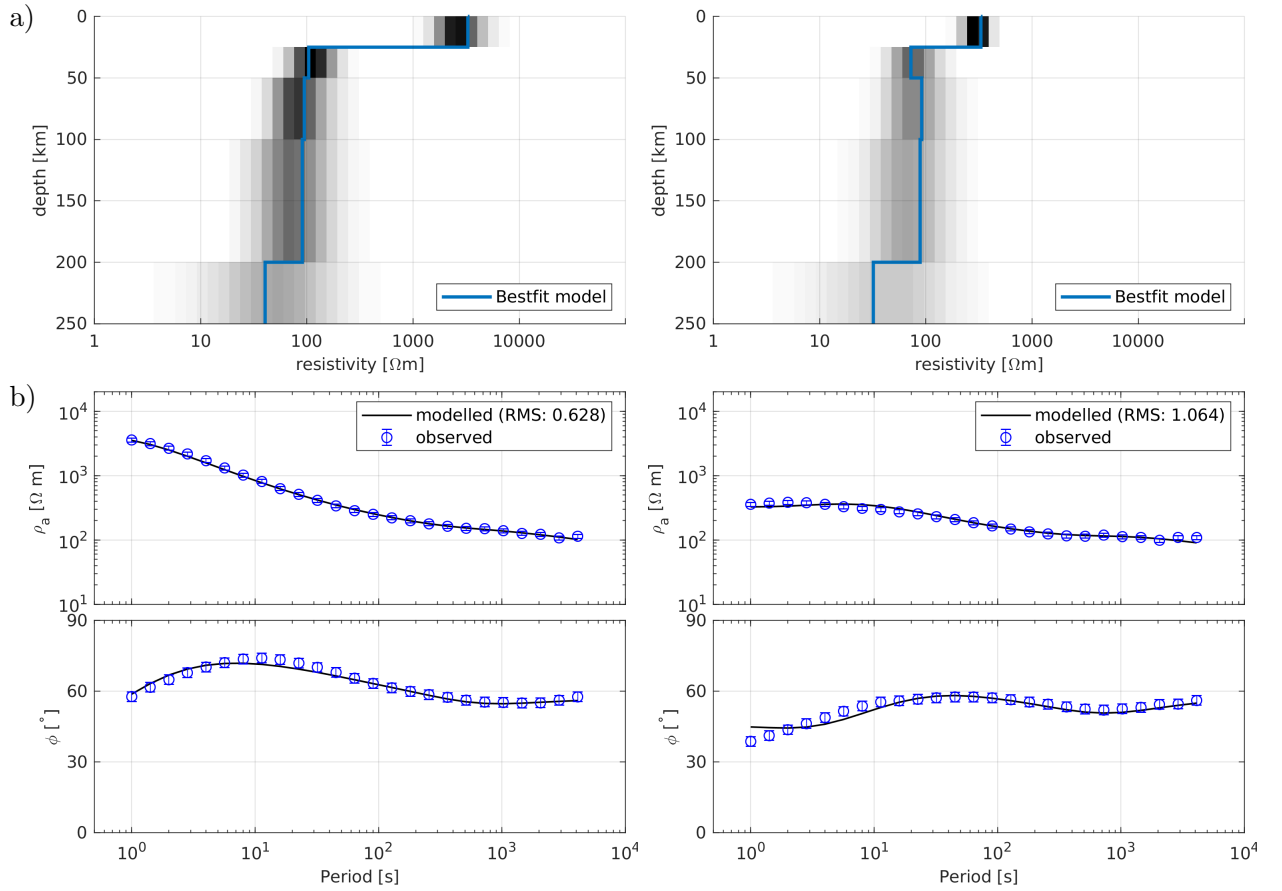 a)
0
50
100
150
200
250
depth [km]
Bestfit model
1 10 100 1000 10000
resistivity [Ωm]
0
50
100
150
200
250
depth [km]
Bestfit model
1 10 100 1000 10000
resistivity [Ωm]
b)
10^4
10^3
10^2
10^1
ρ_a [Ω m]
modelled (RMS: 0.628)
observed
10^4
10^3
10^2
10^1
ρ_a [Ω m]
modelled (RMS: 1.064)
observed
90
60
30
0
ϕ [°]
10^0 10^1 10^2 10^3 10^4
Period [s]
90
60
30
0
ϕ [°]
10^0 10^1 10^2 10^3 10^4
Period [s]